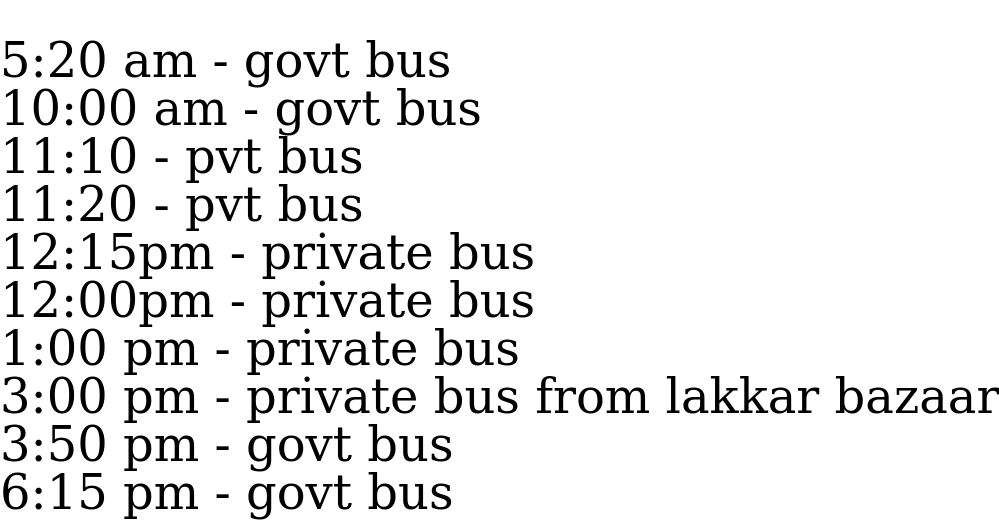 5:20 am - govt bus
10:00 am - govt bus
11:10 - pvt bus
11:20 - pvt bus
12:15pm - private bus
12:00pm - private bus
1:00 pm - private bus
3:00 pm - private bus from lakkar bazaar
3:50 pm - govt bus
6:15 pm - govt bus